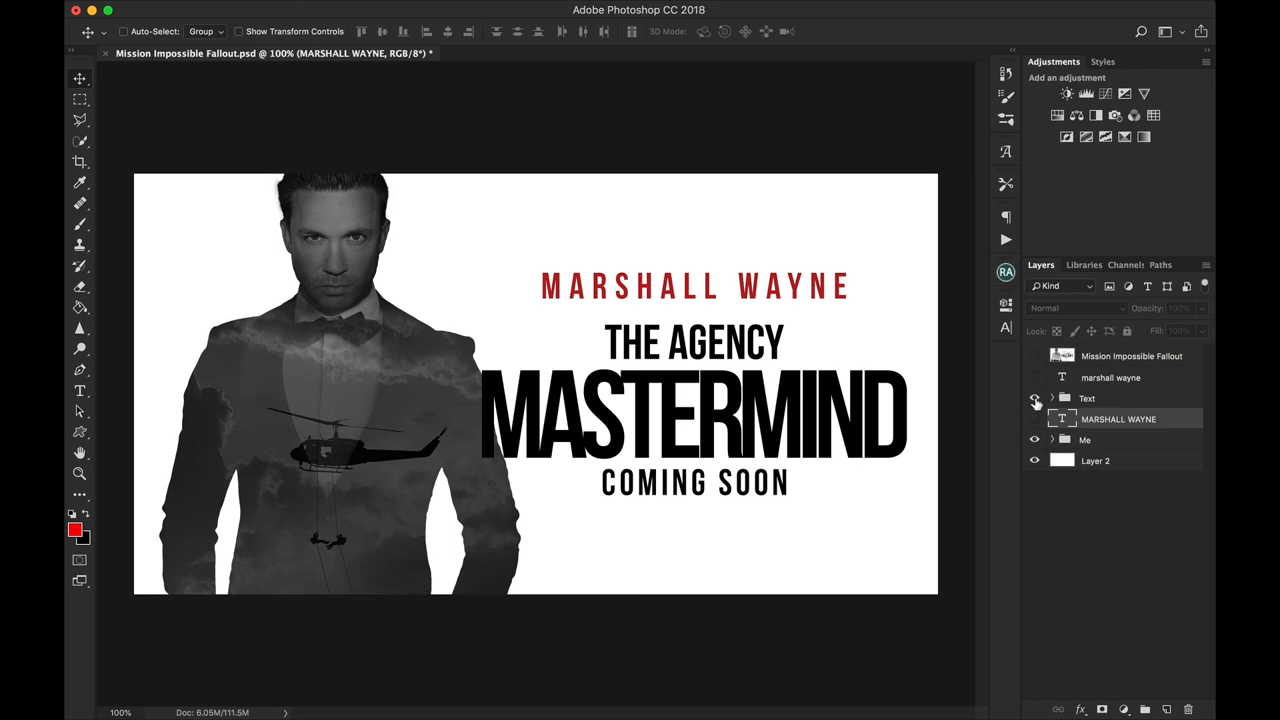 Adobe Photoshop CC 2018
Auto-Select: Group Show Transform Controls 3D Mode:
Mission Impossible Fallout.psd @ 100% (MARSHALL WAYNE, RGB/8*) *
Adjustments Styles
Add an adjustment
MARSHALL WAYNE
THE AGENCY
MASTERMIND
COMING SOON
A
A
RA
Layers Libraries Channels Paths
Kind
Normal Opacity: 100%
Lock: Fill: 100%
Mission Impossible Fallout
T marshall wayne
Text
T MARSHALL WAYNE
Me
Layer 2
100% Doc: 6.05M/111.5M
fx